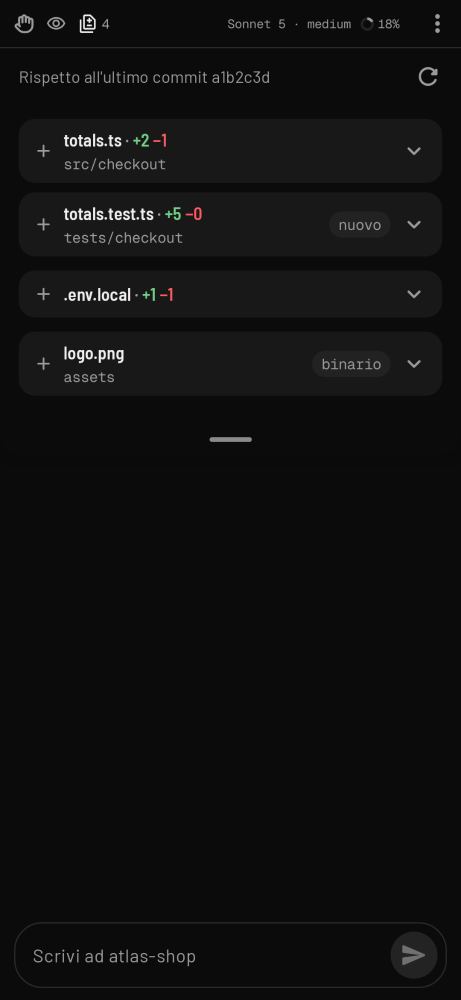 4 Sonnet 5 · medium 18%
Rispetto all'ultimo commit a1b2c3d
totals.ts · +2 −1
src/checkout
totals.test.ts · +5 −0
tests/checkout
nuovo
.env.local · +1 −1
logo.png
assets
binario
Scrivi ad atlas-shop